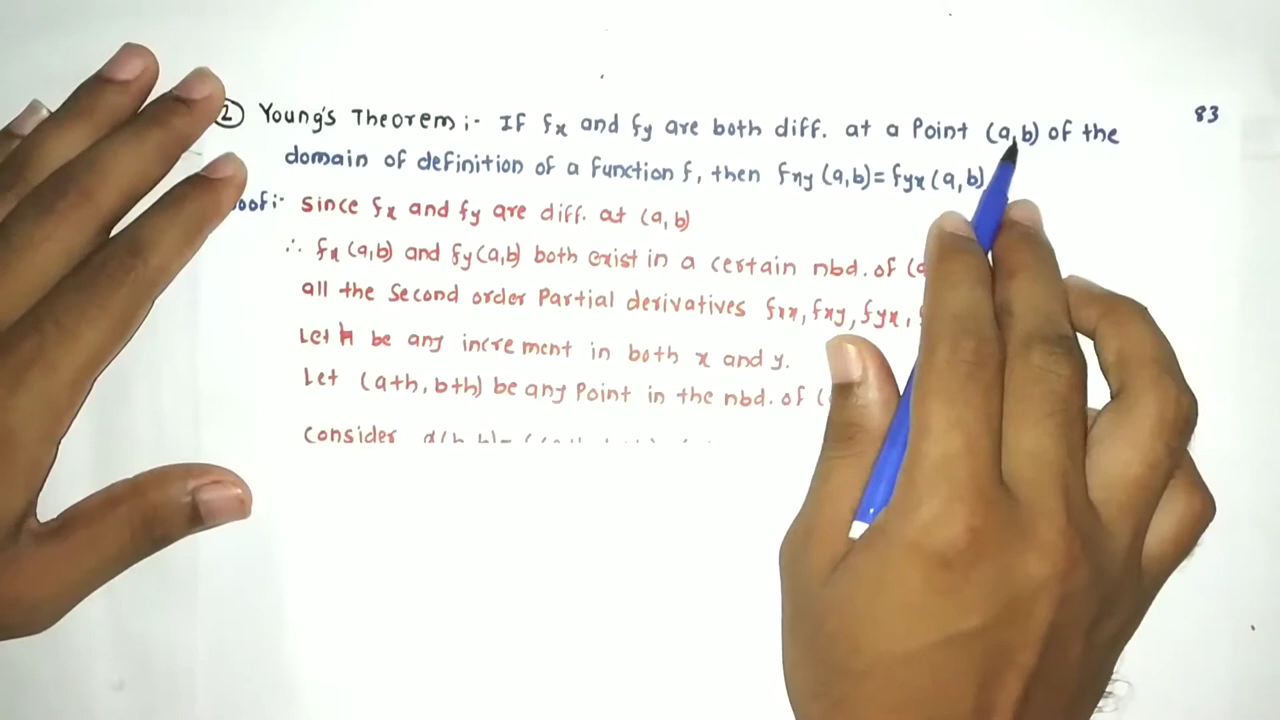 83
② Young's Theorem :- If fx and fy are both diff. at a Point (a,b) of the
domain of definition of a function f, then fxy (a,b) = fyx (a,b)
oof :- since fx and fy are diff. at (a,b)
∴ fx (a,b) and fy (a,b) both exist in a certain nbd. of (a
all the Second order Partial derivatives fxx, fxy, fyx,
Let h be any increment in both x and y.
Let (a+h, b+h) be any Point in the nbd. of (
Consider